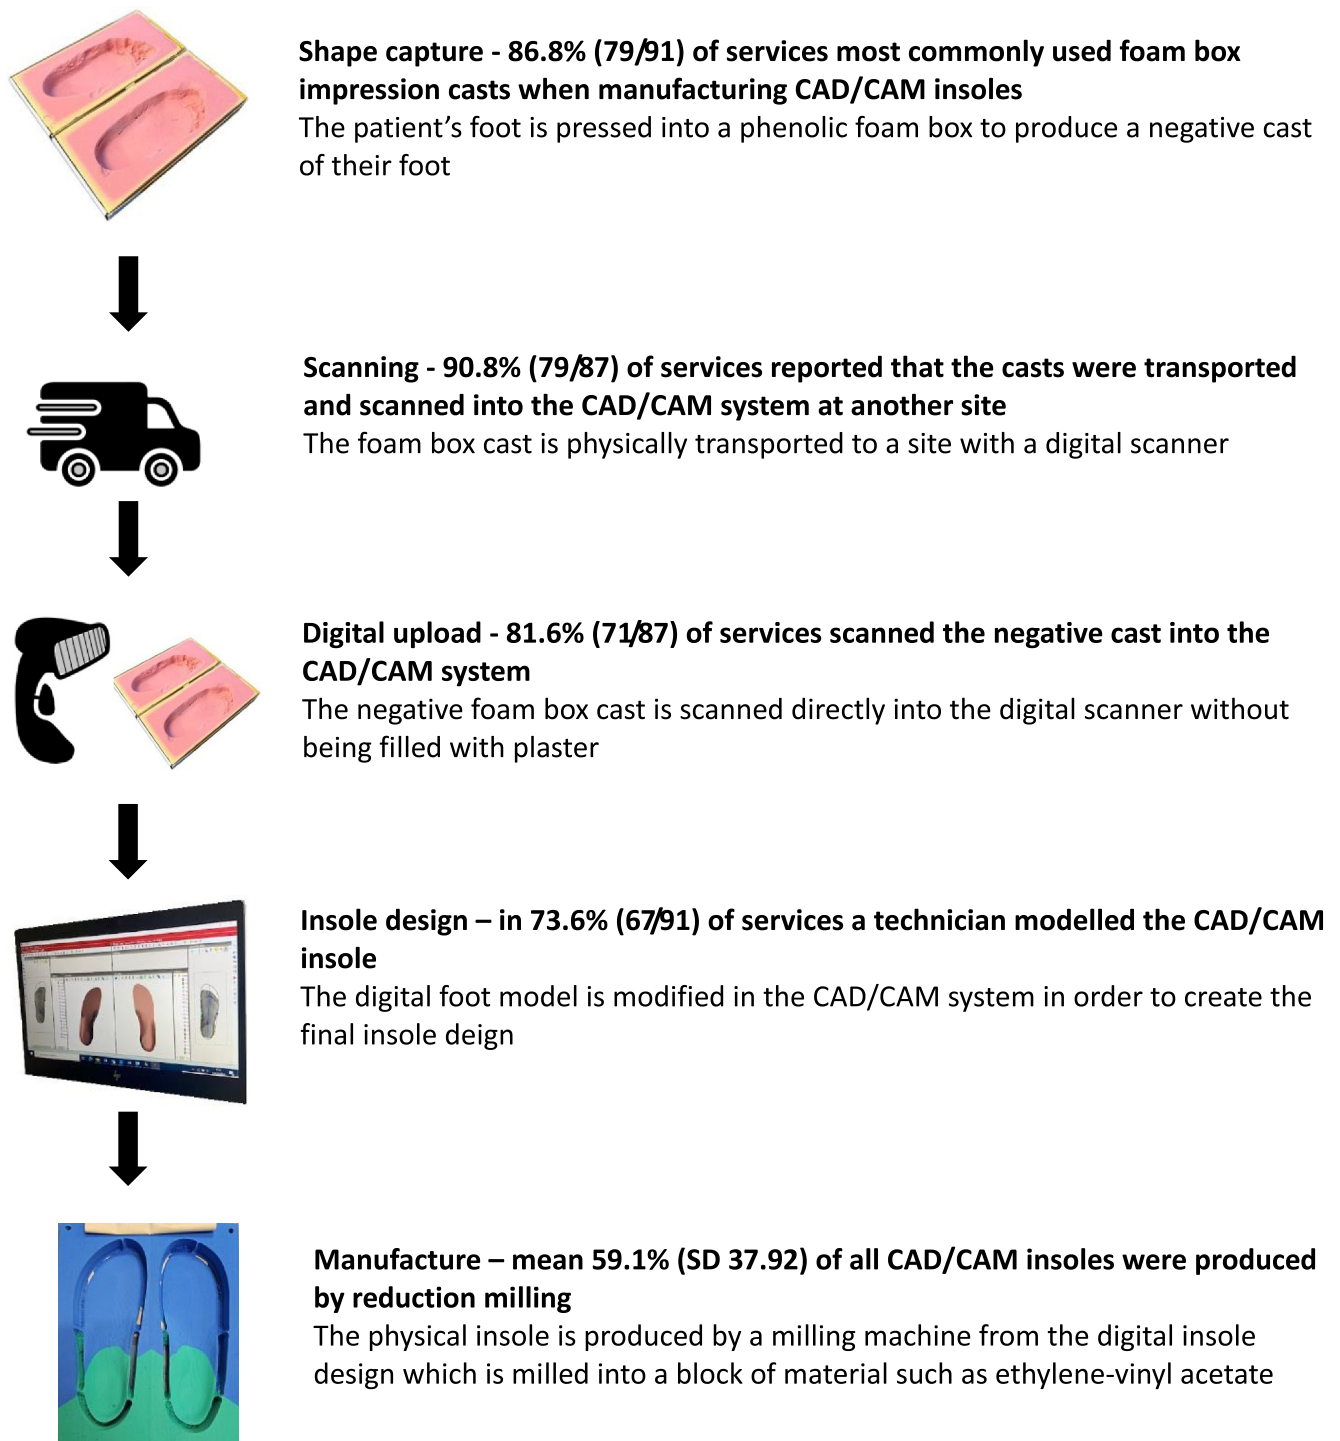 Shape capture - 86.8% (79/91) of services most commonly used foam box
impression casts when manufacturing CAD/CAM insoles
The patient’s foot is pressed into a phenolic foam box to produce a negative cast
of their foot
Scanning - 90.8% (79/87) of services reported that the casts were transported
and scanned into the CAD/CAM system at another site
The foam box cast is physically transported to a site with a digital scanner
Digital upload - 81.6% (71/87) of services scanned the negative cast into the
CAD/CAM system
The negative foam box cast is scanned directly into the digital scanner without
being filled with plaster
Insole design – in 73.6% (67/91) of services a technician modelled the CAD/CAM
insole
The digital foot model is modified in the CAD/CAM system in order to create the
final insole deign
Manufacture – mean 59.1% (SD 37.92) of all CAD/CAM insoles were produced
by reduction milling
The physical insole is produced by a milling machine from the digital insole
design which is milled into a block of material such as ethylene-vinyl acetate